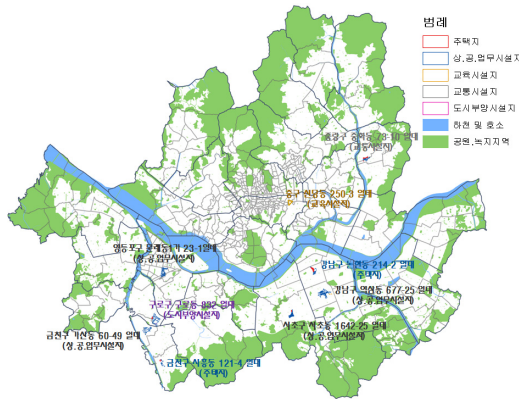 범례
주택지
상,공,업무시설지
교육시설지
교통시설지
도시부양시설지
하천 및 호소
공원,녹지지역
중랑구 중화동 73-10 일대
(교통시설지)
중구 신당동 250-3 일대
(교육시설지)
영등포구 문래동1가 23-1일대
(상,공,업무시설지)
강남구 논현동 214-2 일대
(주택지)
강남구 역삼동 677-25 일대
(상,공,업무시설지)
구로구 구로동 832 일대
(도시부양시설지)
서초구 서초동 1642-25 일대
(상,공,업무시설지)
금천구 가산동 60-49 일대
(상,공,업무시설지)
금천구 시흥동 121-4 일대
(주택지)